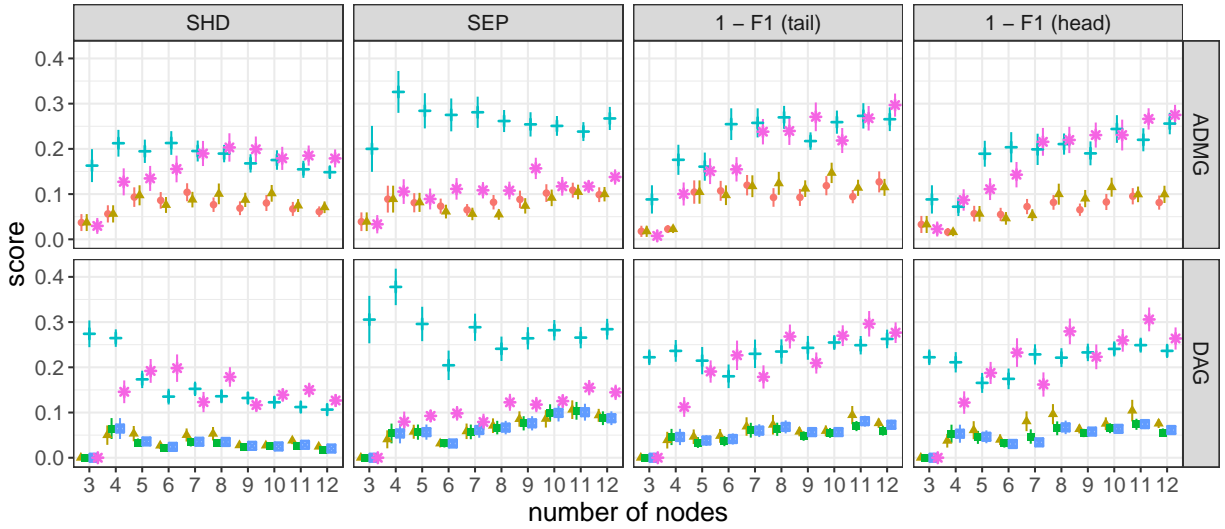 SHD SEP 1 − F1 (tail) 1 − F1 (head)
0.4
0.3
0.2
0.1
0.0
ADMG
score
0.4
0.3
0.2
0.1
0.0
DAG
3 4 5 6 7 8 9 10 11 12 3 4 5 6 7 8 9 10 11 12 3 4 5 6 7 8 9 10 11 12 3 4 5 6 7 8 9 10 11 12
number of nodes